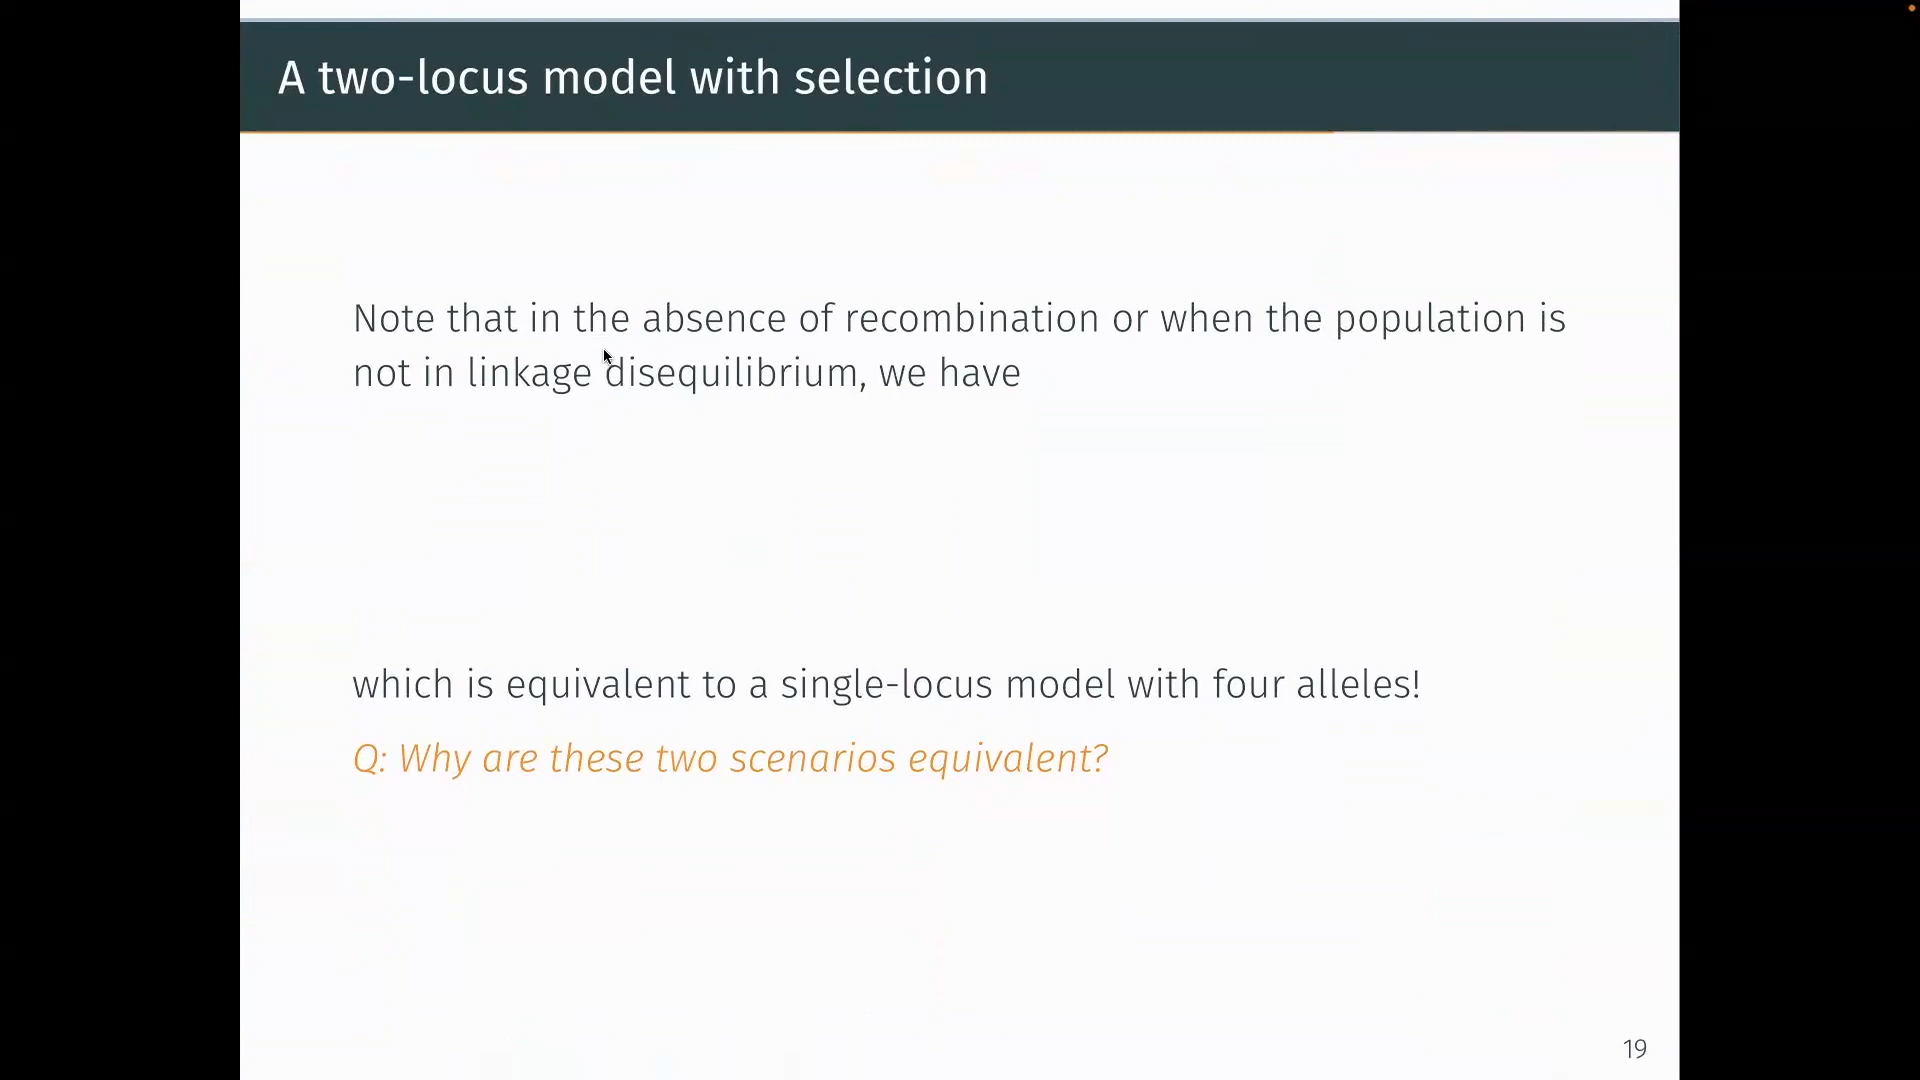 A two-locus model with selection
Note that in the absence of recombination or when the population is
not in linkage disequilibrium, we have
which is equivalent to a single-locus model with four alleles!
Q: Why are these two scenarios equivalent?
19